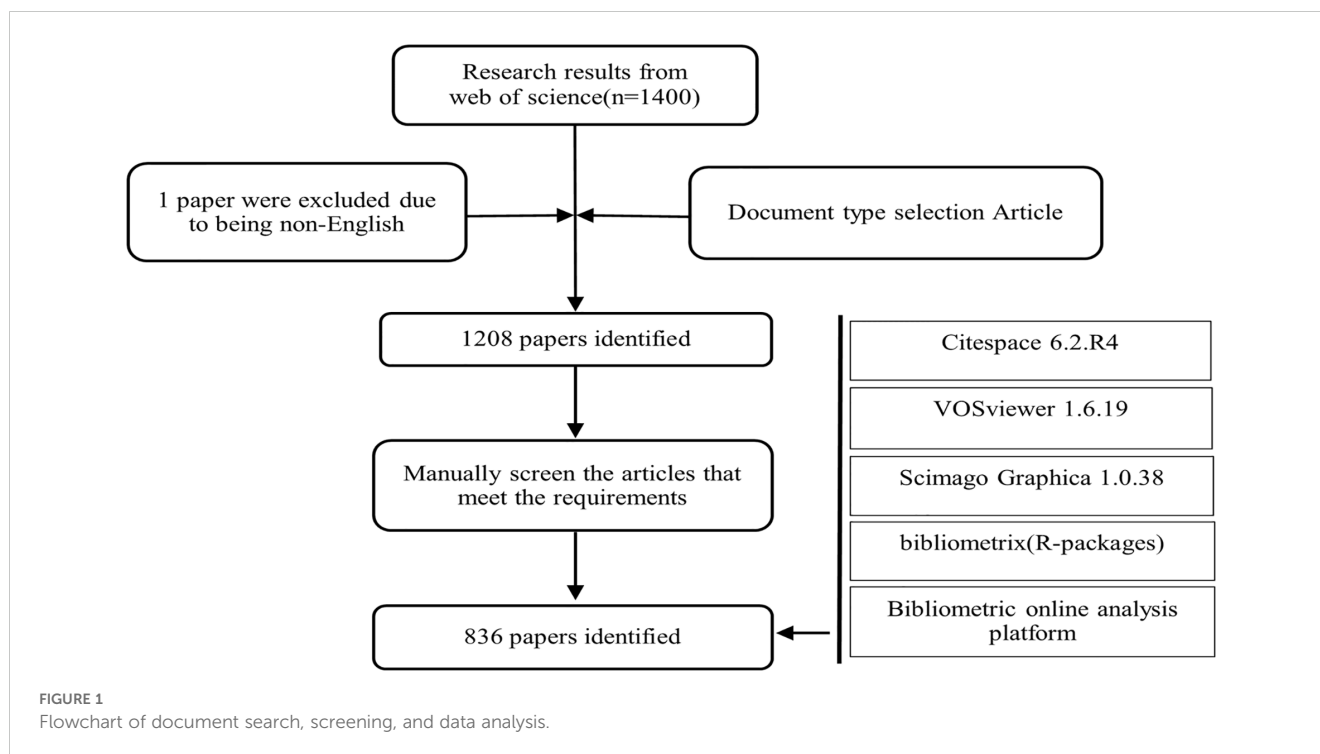 Research results from
web of science(n=1400)
1 paper were excluded due
to being non-English
Document type selection Article
1208 papers identified
Manually screen the articles that
meet the requirements
836 papers identified
Citespace 6.2.R4
VOSviewer 1.6.19
Scimago Graphica 1.0.38
bibliometrix(R-packages)
Bibliometric online analysis
platform
FIGURE 1
Flowchart of document search, screening, and data analysis.